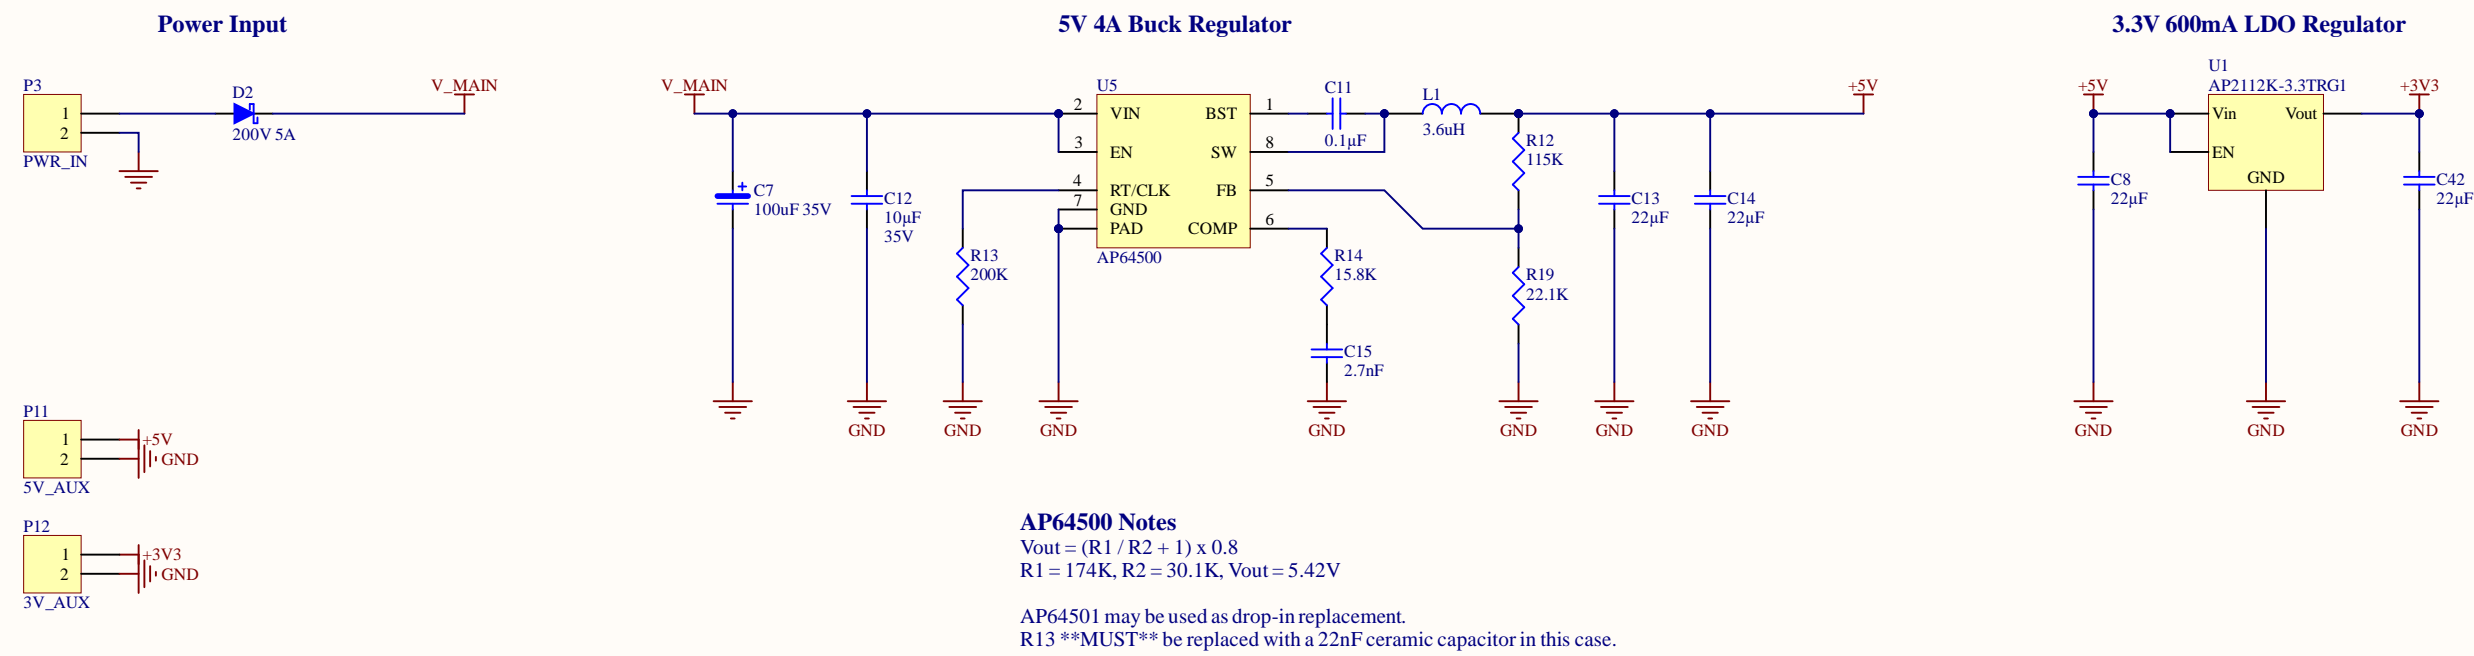 Power Input
5V 4A Buck Regulator
3.3V 600mA LDO Regulator
P3
1
2
PWR_IN
D2
200V 5A
V_MAIN
P11
1
2
+5V
GND
5V_AUX
P12
1
2
+3V3
GND
3V_AUX
V_MAIN
C7
100uF 35V
+
C12
10µF
35V
GND
R13
200K
GND
GND
U5
2
VIN
3
EN
4
RT/CLK
7
GND
PAD
BST
1
SW
8
FB
5
COMP
6
AP64500
C11
0.1µF
L1
3.6uH
R14
15.8K
C15
2.7nF
GND
R12
115K
R19
22.1K
GND
C13
22µF
GND
C14
22µF
GND
+5V
AP64500 Notes
Vout = (R1 / R2 + 1) x 0.8
R1 = 174K, R2 = 30.1K, Vout = 5.42V
AP64501 may be used as drop-in replacement.
R13 **MUST** be replaced with a 22nF ceramic capacitor in this case.
+5V
C8
22µF
GND
U1
AP2112K-3.3TRG1
Vin
Vout
EN
GND
GND
+3V3
C42
22µF
GND